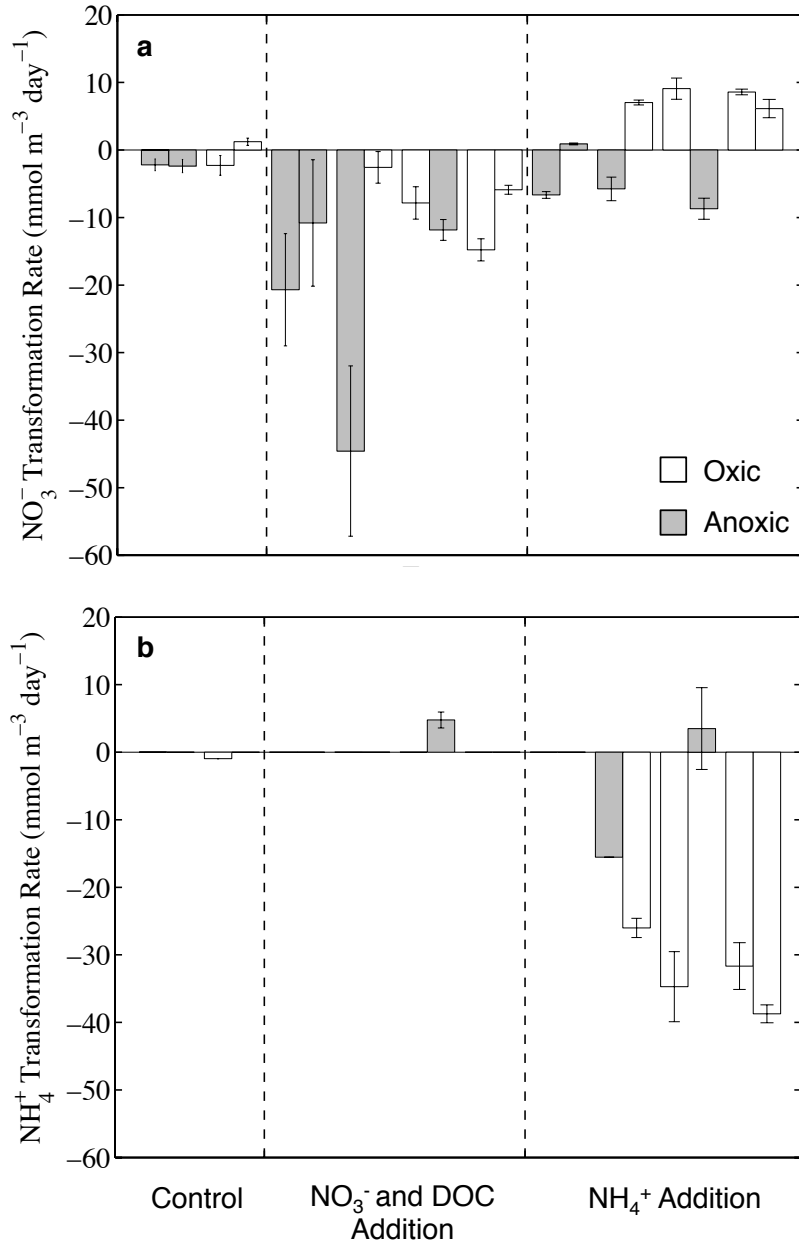 a
NO₃⁻ Transformation Rate (mmol m⁻³ day⁻¹)
20
10
0
−10
−20
−30
−40
−50
−60
Oxic
Anoxic
b
NH₄⁺ Transformation Rate (mmol m⁻³ day⁻¹)
20
10
0
−10
−20
−30
−40
−50
−60
Control
NO₃⁻ and DOC
Addition
NH₄⁺ Addition